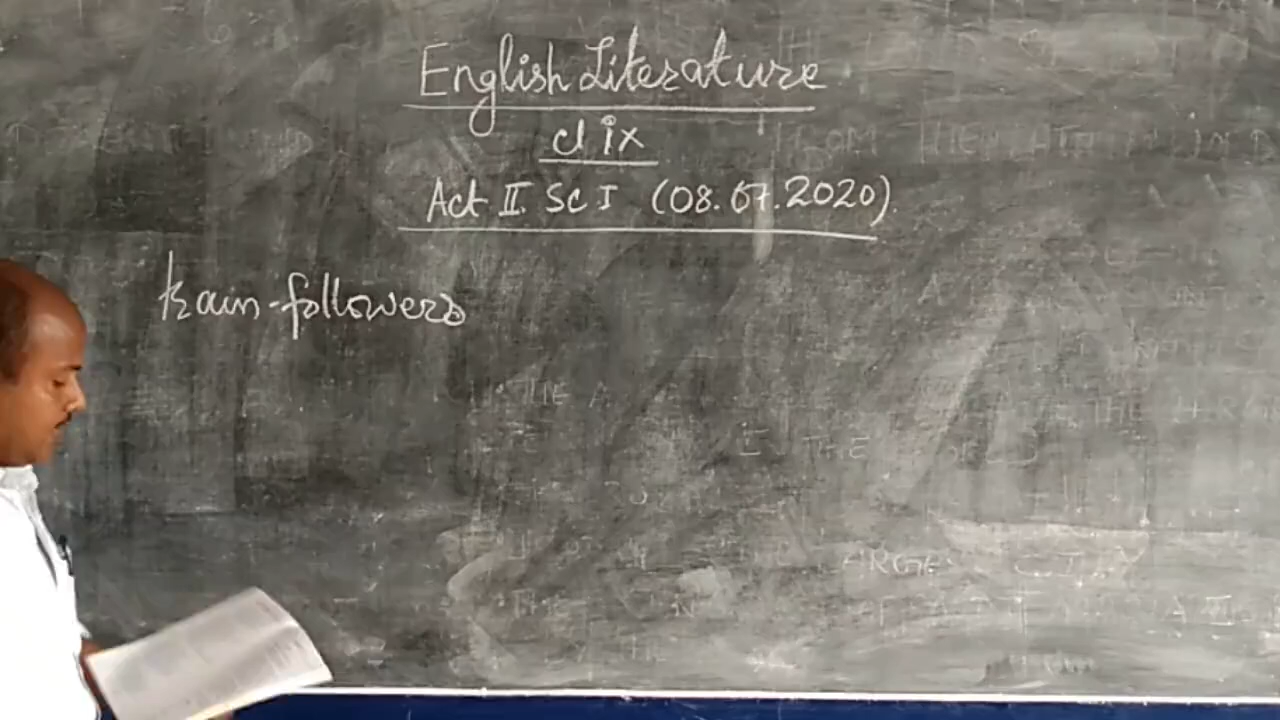 English Literature
cl ix
Act II. Sc I (08.07.2020).
train-followers